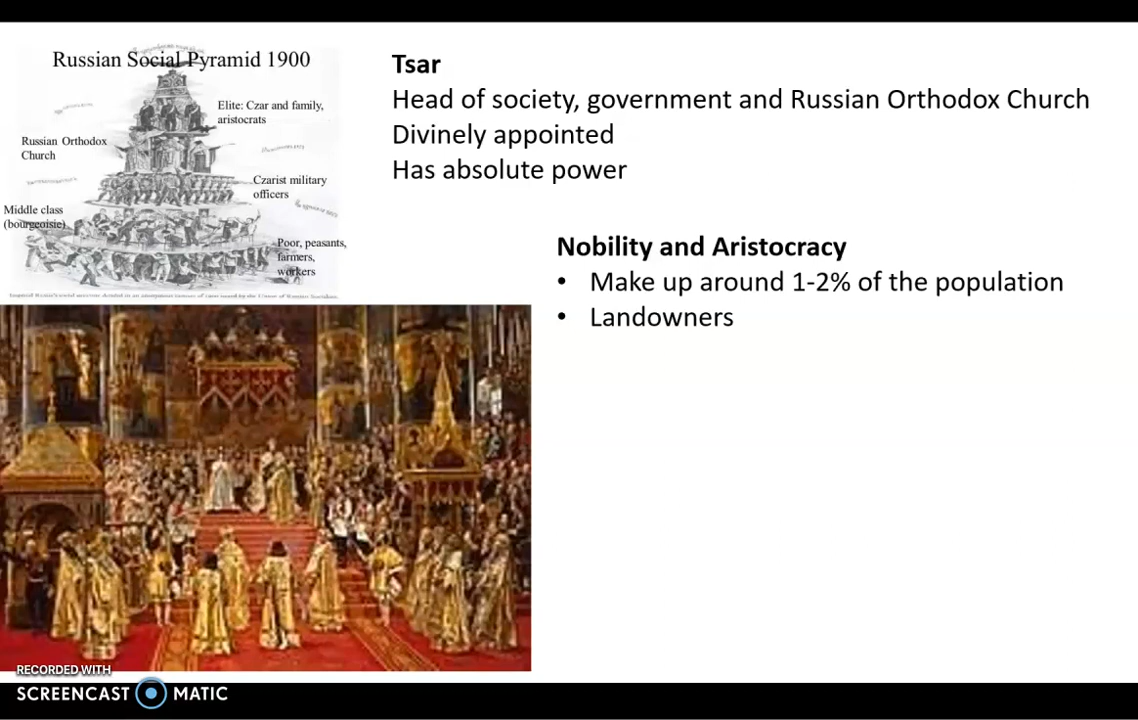 Russian Social Pyramid 1900
Elite: Czar and family,
aristocrats
Russian Orthodox
Church
Czarist military
officers
Middle class
(bourgeoisie)
Poor, peasants,
farmers,
workers
Tsar
Head of society, government and Russian Orthodox Church
Divinely appointed
Has absolute power
Nobility and Aristocracy
• Make up around 1-2% of the population
• Landowners
RECORDED WITH
SCREENCAST MATIC